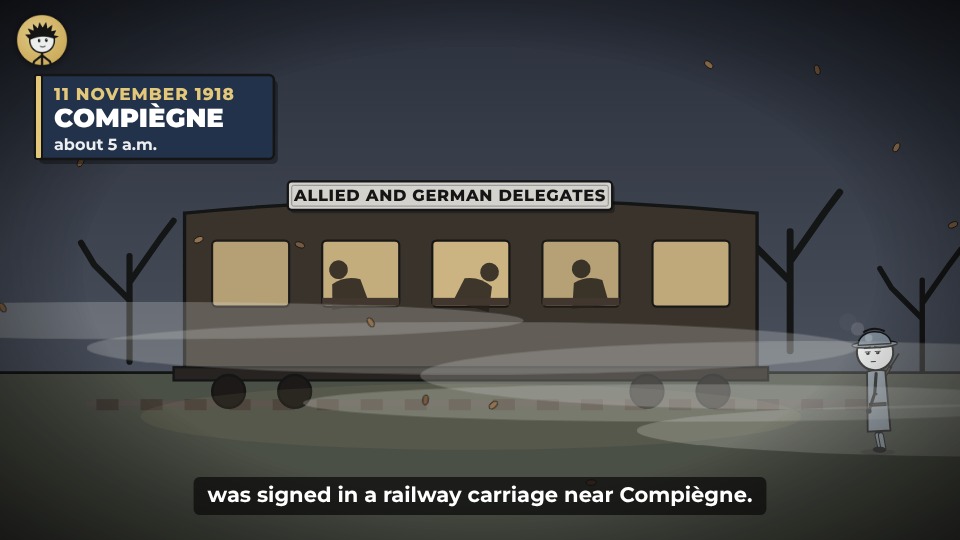 11 NOVEMBER 1918
COMPIÈGNE
about 5 a.m.
ALLIED AND GERMAN DELEGATES
was signed in a railway carriage near Compiègne.